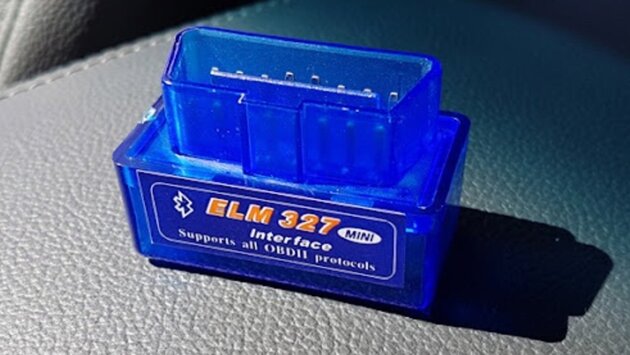 ELM 327 MINI
Interface
Supports all OBDII protocols